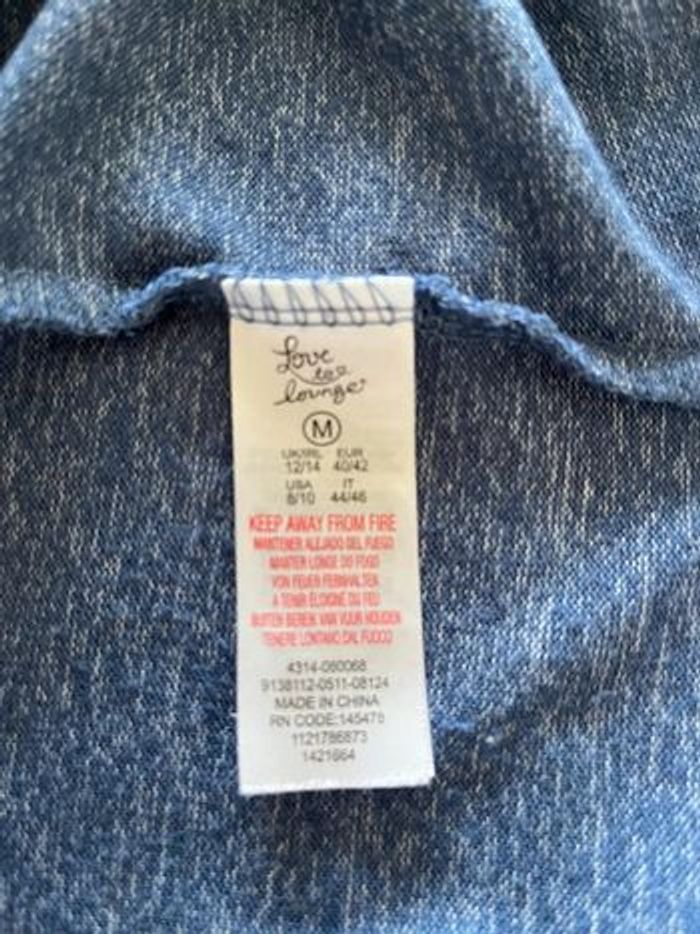 Love
to
lounge
M
UK/IRL EUR
12/14 40/42
USA IT
8/10 44/46
KEEP AWAY FROM FIRE
MANTENER ALEJADO DEL FUEGO
MANTER LONGE DO FOGO
VON FEUER FERNHALTEN
A TENIR ÉLOIGNÉ DU FEU
BUITEN BEREIK VAN VUUR HOUDEN
TENERE LONTANO DAL FUOCO
4314-080068
9138112-0511-08124
MADE IN CHINA
RN CODE:145478
1121786873
1421664